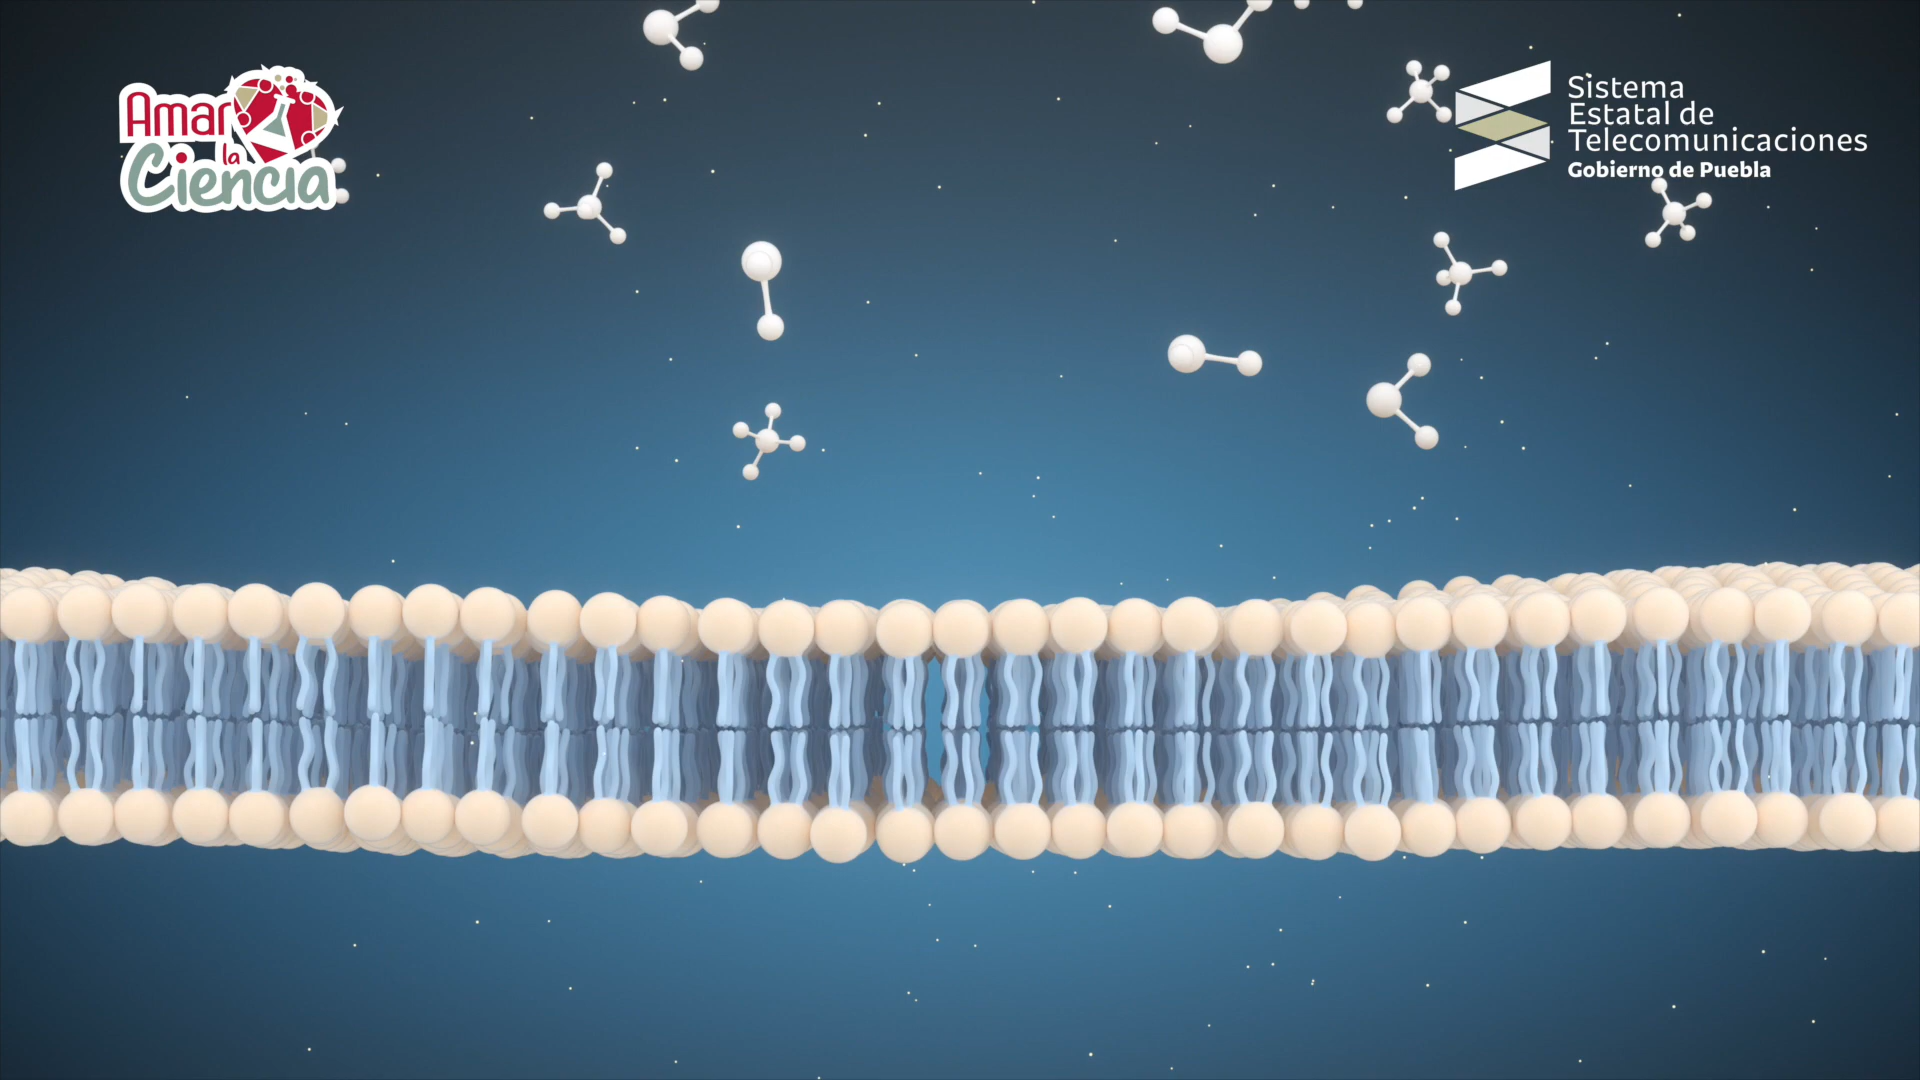 Amar
la
Ciencia
Sistema
Estatal de
Telecomunicaciones
Gobierno de Puebla